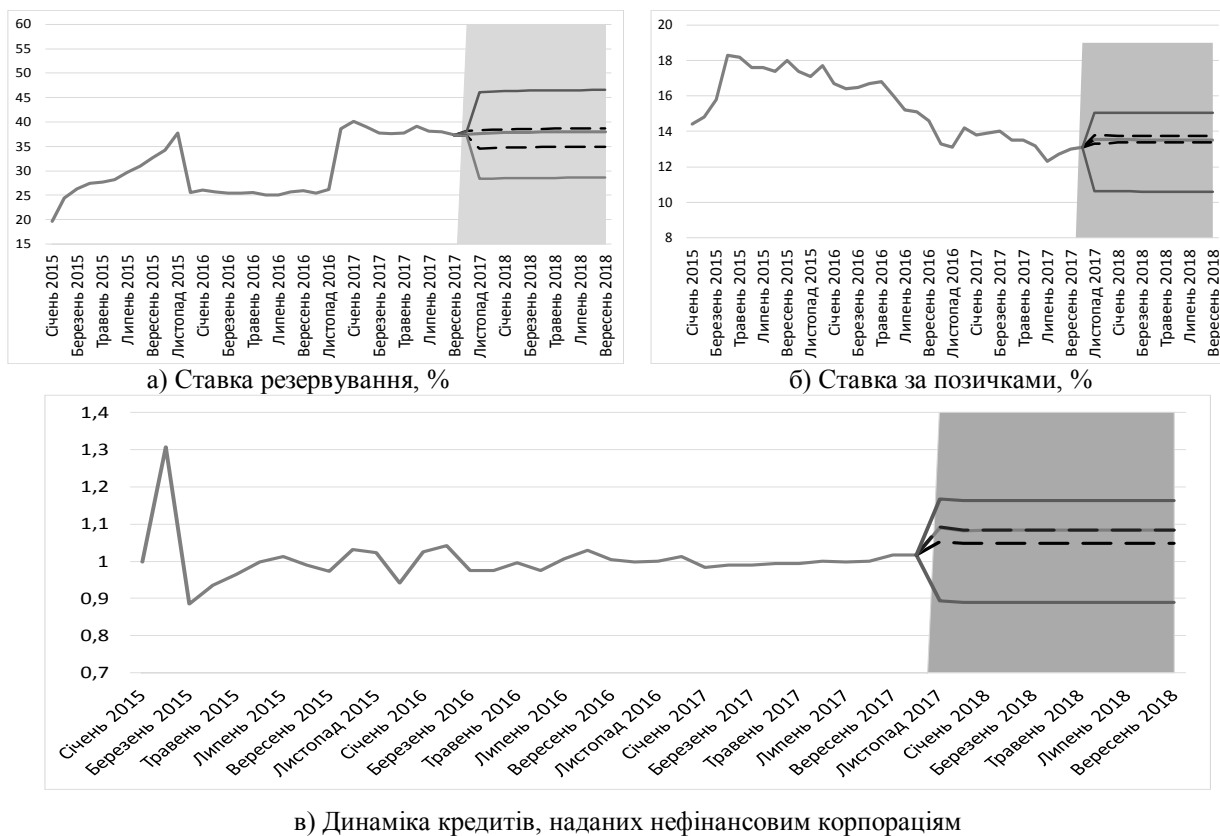 60
55
50
45
40
35
30
25
20
15
Січень 2015
Березень 2015
Травень 2015
Липень 2015
Вересень 2015
Листопад 2015
Січень 2016
Березень 2016
Травень 2016
Липень 2016
Вересень 2016
Листопад 2016
Січень 2017
Березень 2017
Травень 2017
Липень 2017
Вересень 2017
Листопад 2017
Січень 2018
Березень 2018
Травень 2018
Липень 2018
Вересень 2018
а) Ставка резервування, %
20
18
16
14
12
10
8
Січень 2015
Березень 2015
Травень 2015
Липень 2015
Вересень 2015
Листопад 2015
Січень 2016
Березень 2016
Травень 2016
Липень 2016
Вересень 2016
Листопад 2016
Січень 2017
Березень 2017
Травень 2017
Липень 2017
Вересень 2017
Листопад 2017
Січень 2018
Березень 2018
Травень 2018
Липень 2018
Вересень 2018
б) Ставка за позичками, %
1,4
1,3
1,2
1,1
1
0,9
0,8
0,7
Січень 2015
Березень 2015
Травень 2015
Липень 2015
Вересень 2015
Листопад 2015
Січень 2016
Березень 2016
Травень 2016
Липень 2016
Вересень 2016
Листопад 2016
Січень 2017
Березень 2017
Травень 2017
Липень 2017
Вересень 2017
Листопад 2017
Січень 2018
Березень 2018
Травень 2018
Липень 2018
Вересень 2018
в) Динаміка кредитів, наданих нефінансовим корпораціям